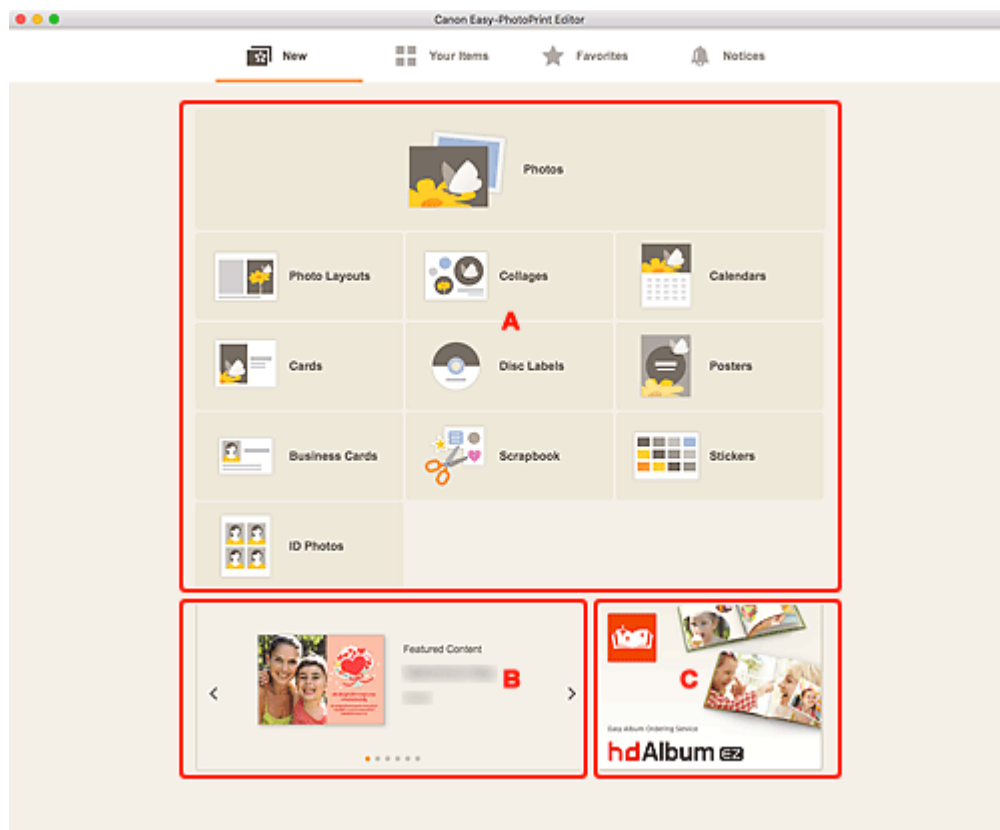 Canon Easy-PhotoPrint Editor
New
Your Items
Favorites
Notices
Photos
Photo Layouts
Collages
Calendars
A
Cards
Disc Labels
Posters
Business Cards
Scrapbook
Stickers
ID Photos
Featured Content
B
C
Easy Album Ordering Service
hdAlbum EZ